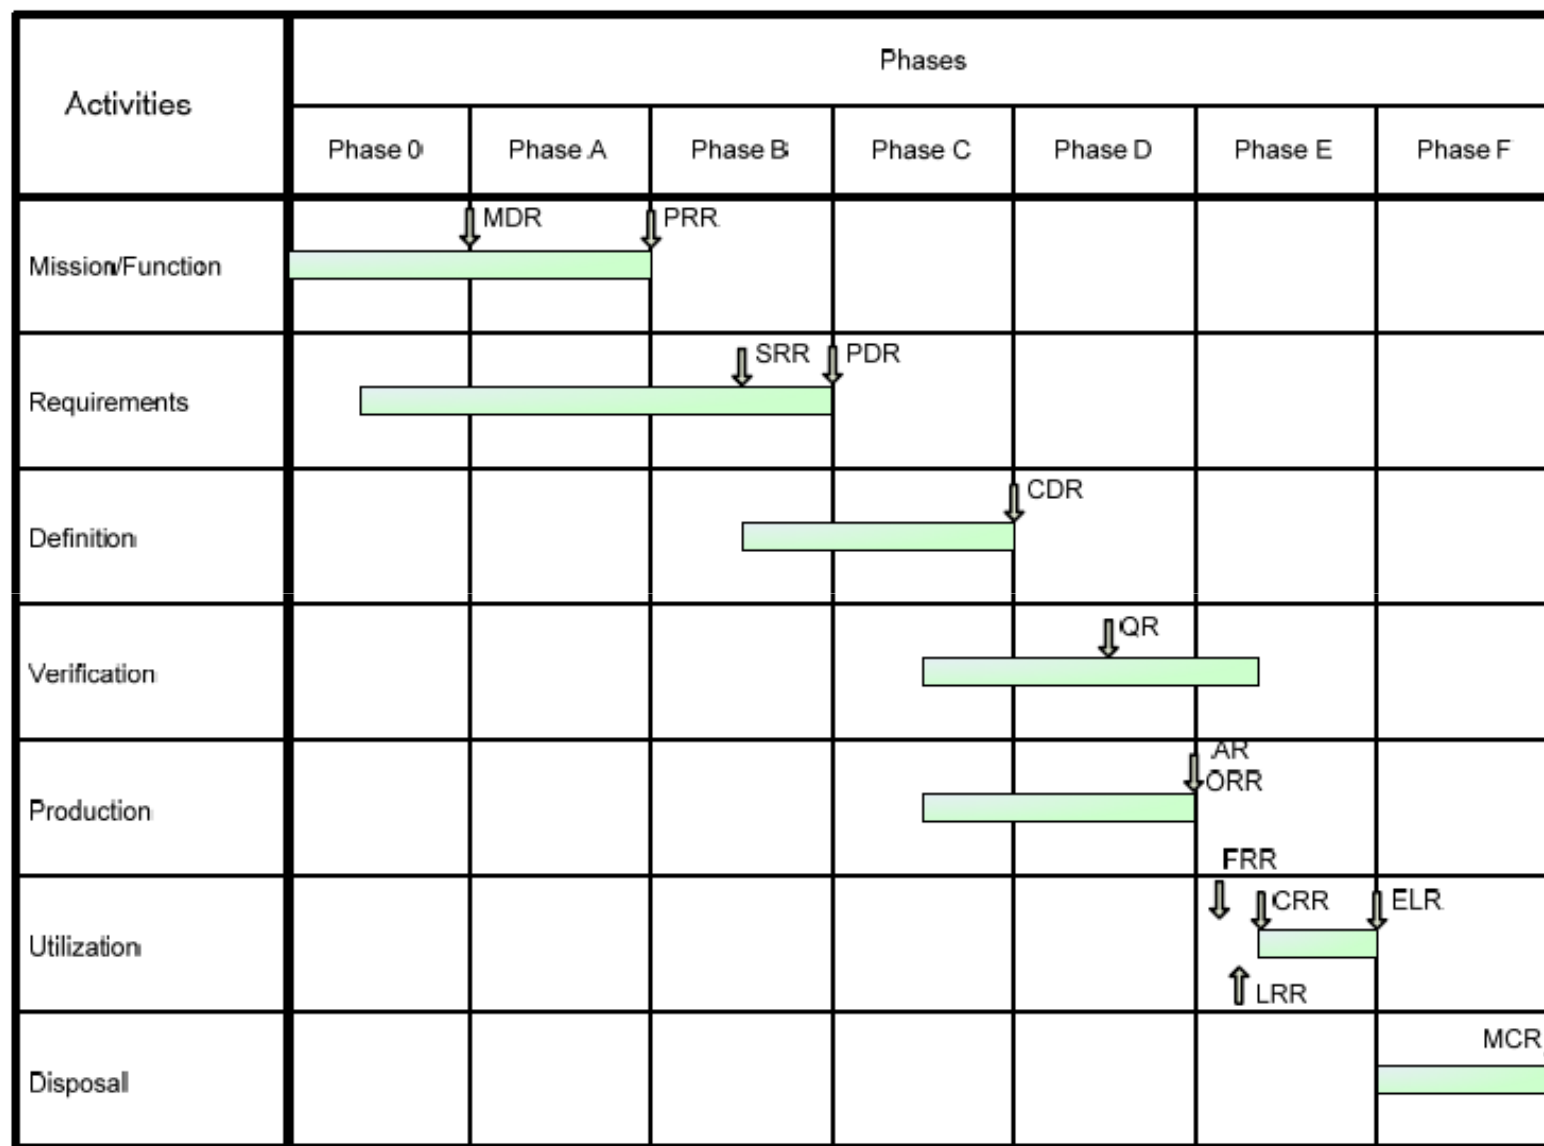 Activities
Phases
Phase 0
Phase A
Phase B
Phase C
Phase D
Phase E
Phase F
MDR
PRR
Mission/Function
SRR
PDR
Requirements
CDR
Definition
QR
Verification
AR
ORR
Production
FRR
CRR
ELR
Utilization
LRR
MCR
Disposal